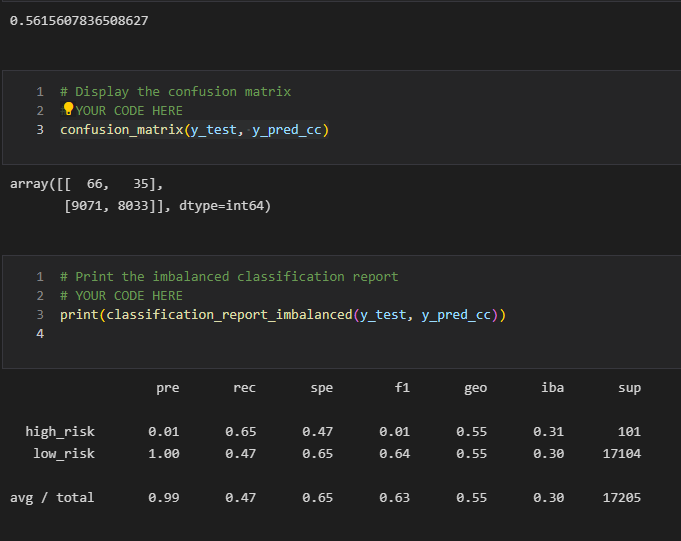 0.5615607836508627
1 # Display the confusion matrix
2 YOUR CODE HERE
3 confusion_matrix(y_test, y_pred_cc)
array([[  66,   35],
       [9071, 8033]], dtype=int64)
1 # Print the imbalanced classification report
2 # YOUR CODE HERE
3 print(classification_report_imbalanced(y_test, y_pred_cc))
4
pre rec spe f1 geo iba sup
high_risk 0.01 0.65 0.47 0.01 0.55 0.31 101
low_risk 1.00 0.47 0.65 0.64 0.55 0.30 17104
avg / total 0.99 0.47 0.65 0.63 0.55 0.30 17205